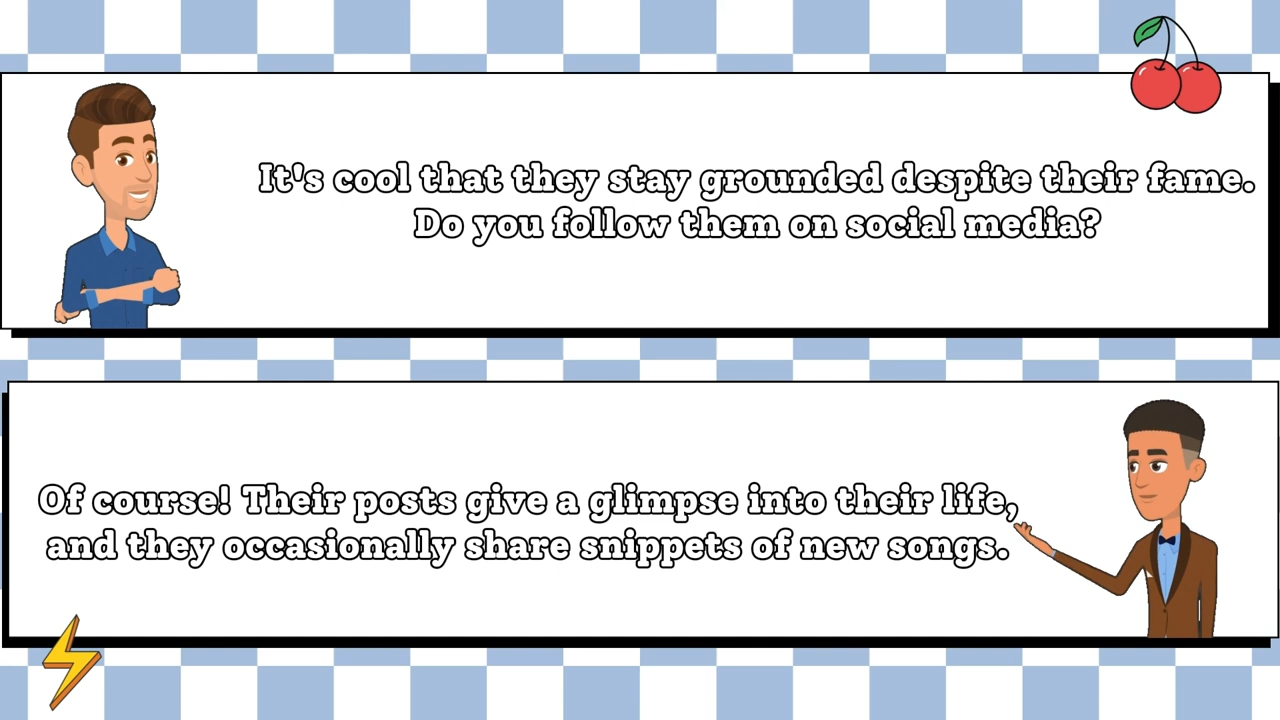 It's cool that they stay grounded despite their fame.
Do you follow them on social media?
Of course! Their posts give a glimpse into their life,
and they occasionally share snippets of new songs.